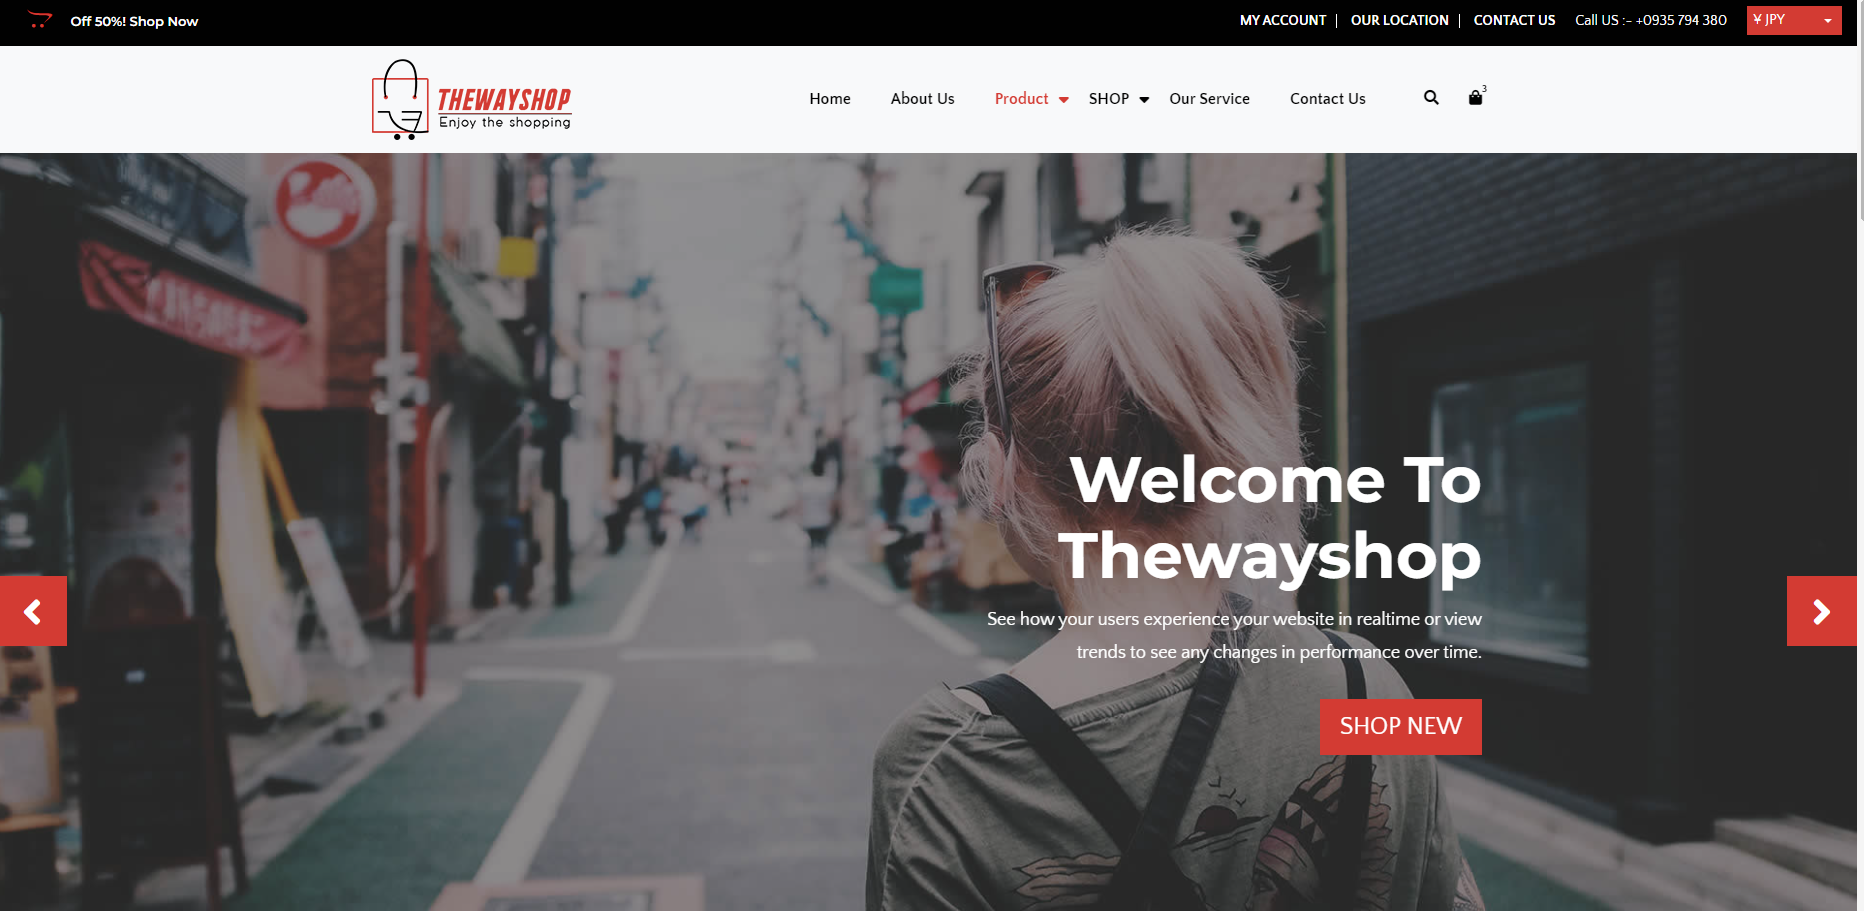 Off 50%! Shop Now
MY ACCOUNT
OUR LOCATION
CONTACT US
Call US :- +0935 794 380
¥ JPY
THEWAYSHOP
Enjoy the shopping
Home
About Us
Product
SHOP
Our Service
Contact Us
3
Welcome To
Thewayshop
See how your users experience your website in realtime or view
trends to see any changes in performance over time.
SHOP NEW